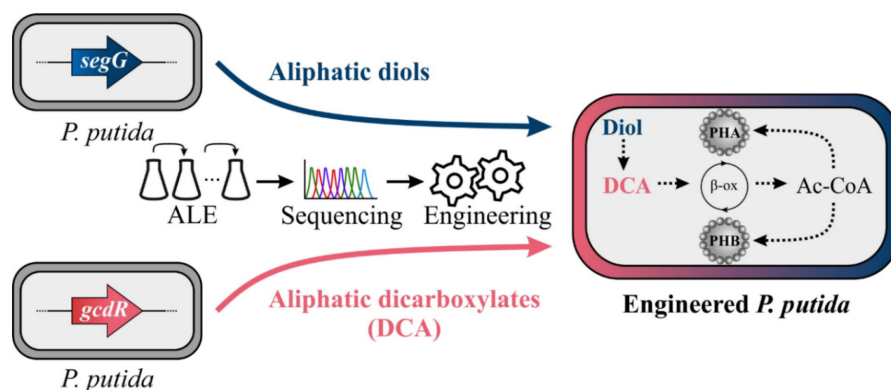 segG
P. putida
Aliphatic diols
...
ALE
Sequencing
Engineering
gcdR
P. putida
Aliphatic dicarboxylates
(DCA)
Diol
PHA
DCA
β-ox
Ac-CoA
PHB
Engineered P. putida